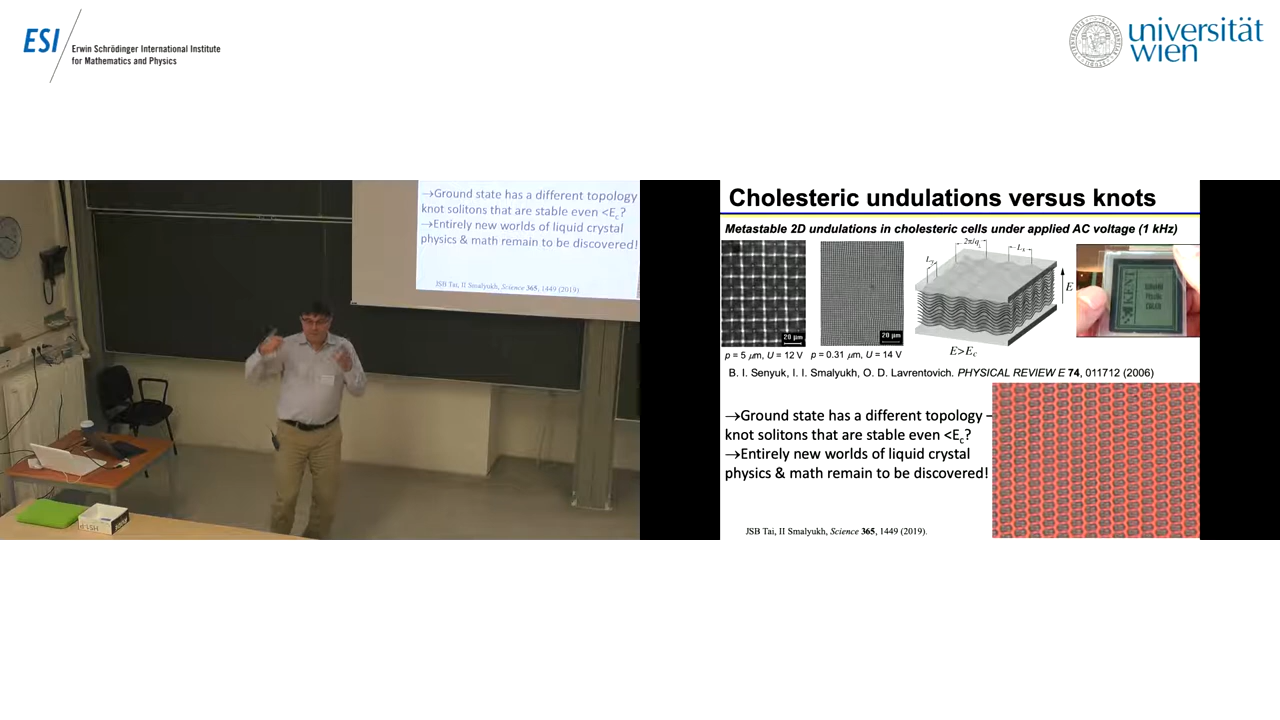 ESI
Erwin Schrödinger International Institute
for Mathematics and Physics
universität
wien
→Ground state has a different topology
knot solitons that are stable even <Ec?
→Entirely new worlds of liquid crystal
physics & math remain to be discovered!
JSB Tai, II Smalyukh, Science 365, 1449 (2019)
Cholesteric undulations versus knots
Metastable 2D undulations in cholesteric cells under applied AC voltage (1 kHz)
20 μm
20 μm
E
KENT
p = 5 μm, U = 12 V
p = 0.31 μm, U = 14 V
E>Ec
B. I. Senyuk, I. I. Smalyukh, O. D. Lavrentovich. PHYSICAL REVIEW E 74, 011712 (2006)
→Ground state has a different topology –
knot solitons that are stable even <Ec?
→Entirely new worlds of liquid crystal
physics & math remain to be discovered!
JSB Tai, II Smalyukh, Science 365, 1449 (2019).